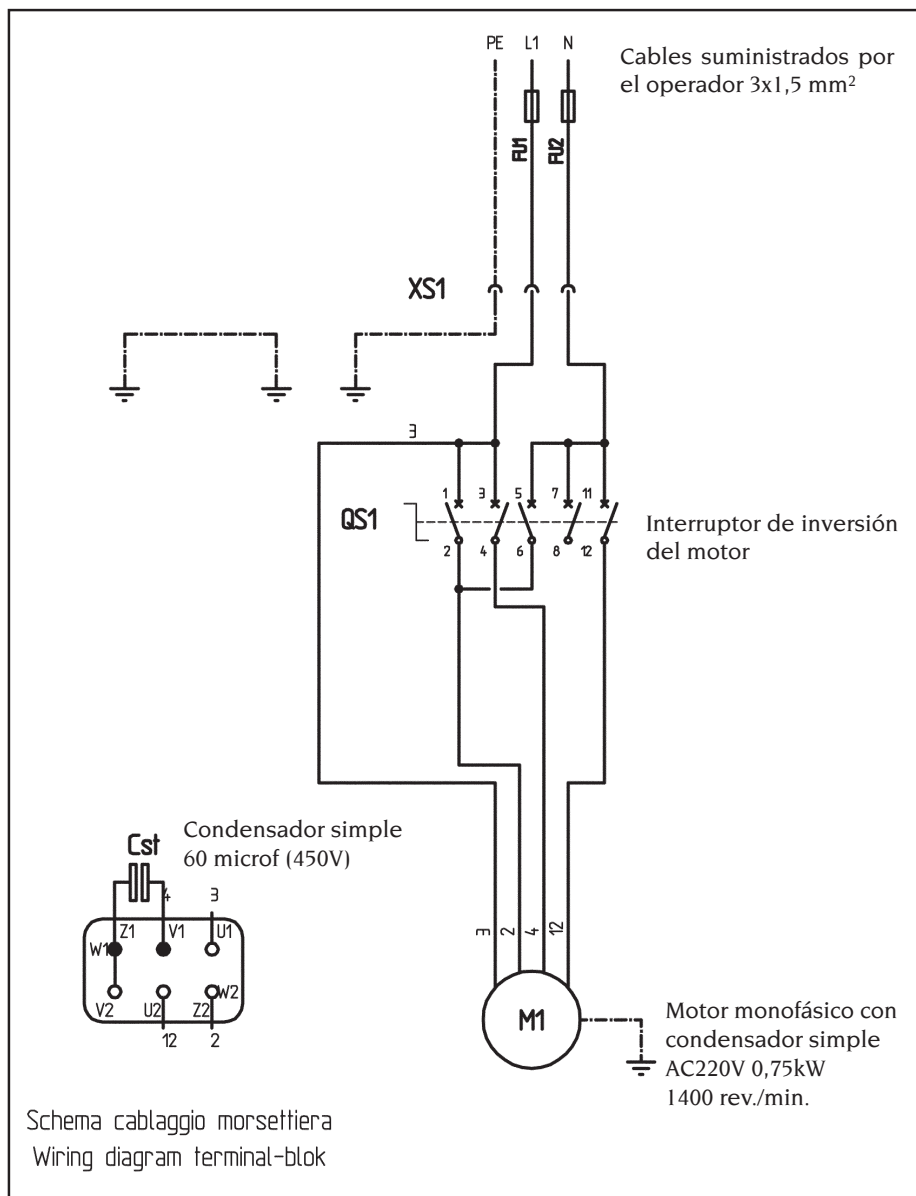 PE L1 N
Cables suministrados por
el operador 3x1,5 mm²
FU1 FU2
XS1
3
1 3 5 7 11
QS1
2 4 6 8 12
Interruptor de inversión
del motor
Condensador simple
60 microf (450V)
Cst
4 3
Z1 V1 U1
W1
W2
V2 U2 Z2
12 2
3 2 4 12
M1
Motor monofásico con
condensador simple
AC220V 0,75kW
1400 rev./min.
Schema cablaggio morsettiera
Wiring diagram terminal-blok